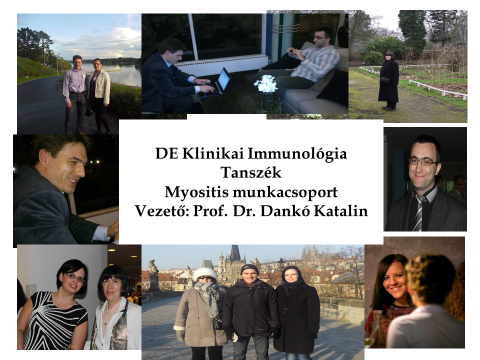 DE Klinikai Immunológia
Tanszék
Myositis munkacsoport
Vezető: Prof. Dr. Dankó Katalin